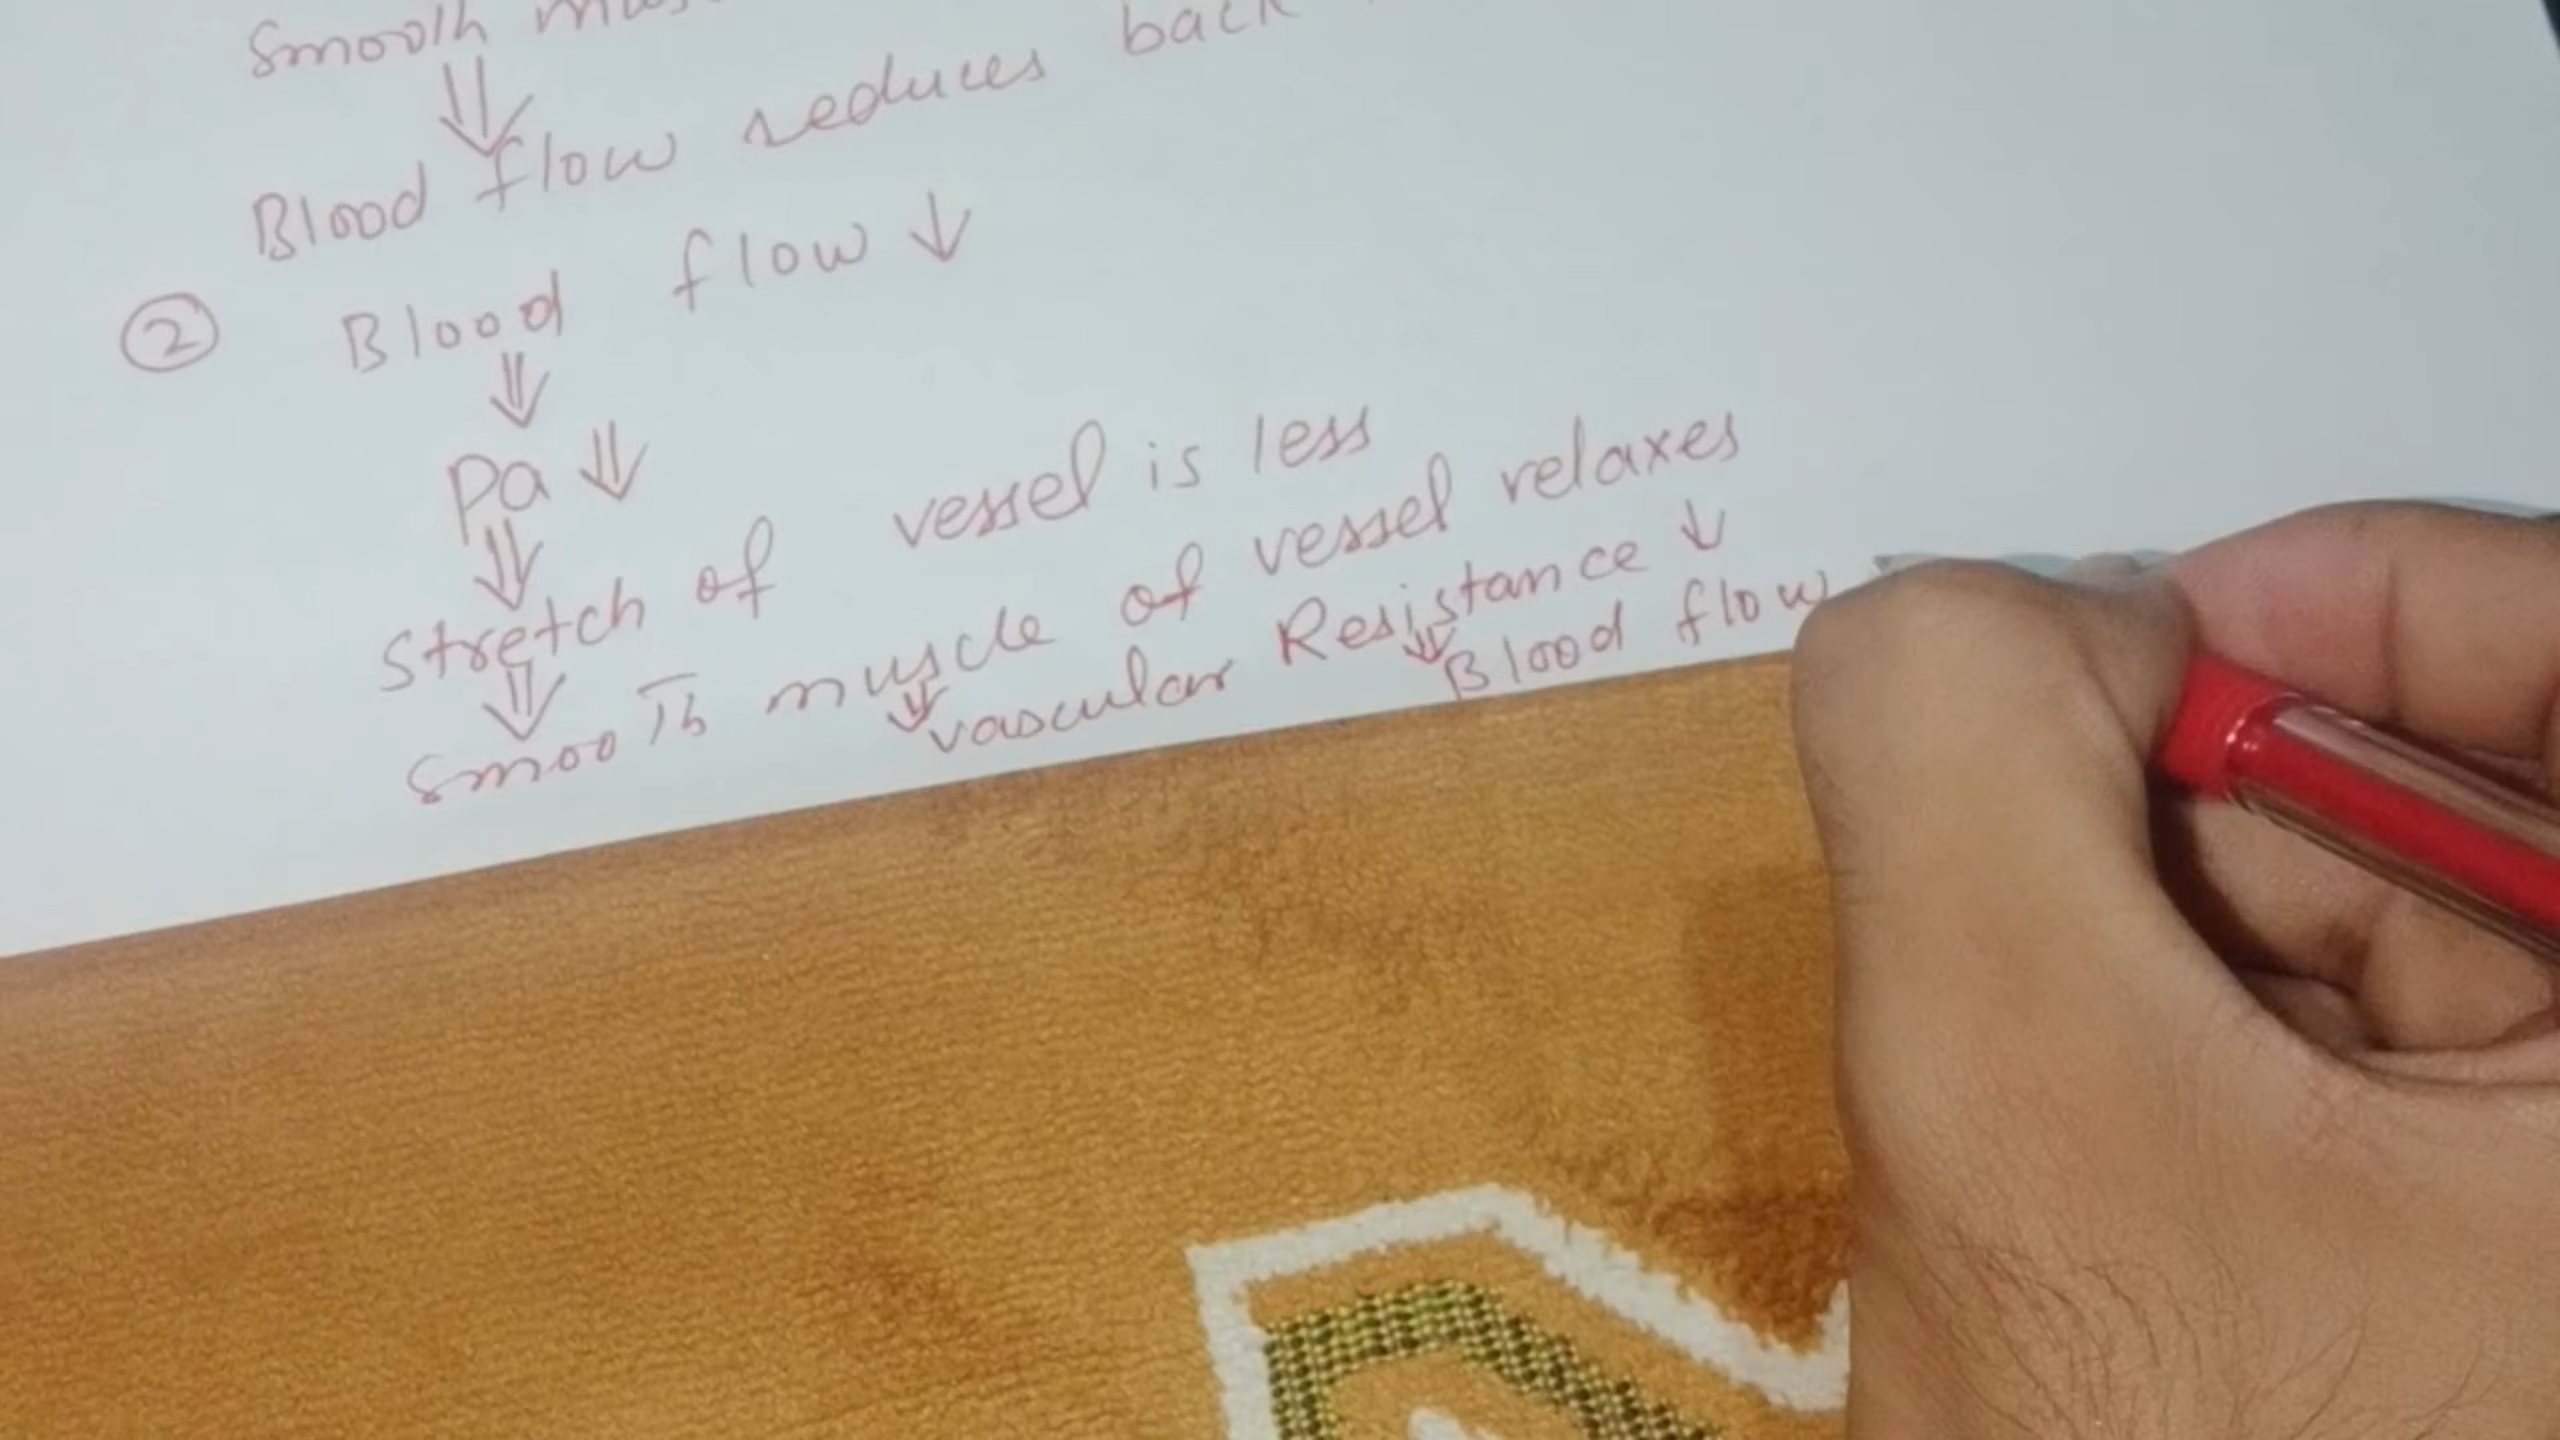 Smooth
⇓
Blood flow reduces back
② Blood flow ↓
⇓
Pa ⇓
⇓
Stretch of vessel is less
⇓
Smooth muscle of vessel relaxes
⇓
vascular Resistance ↓
⇓
Blood flow